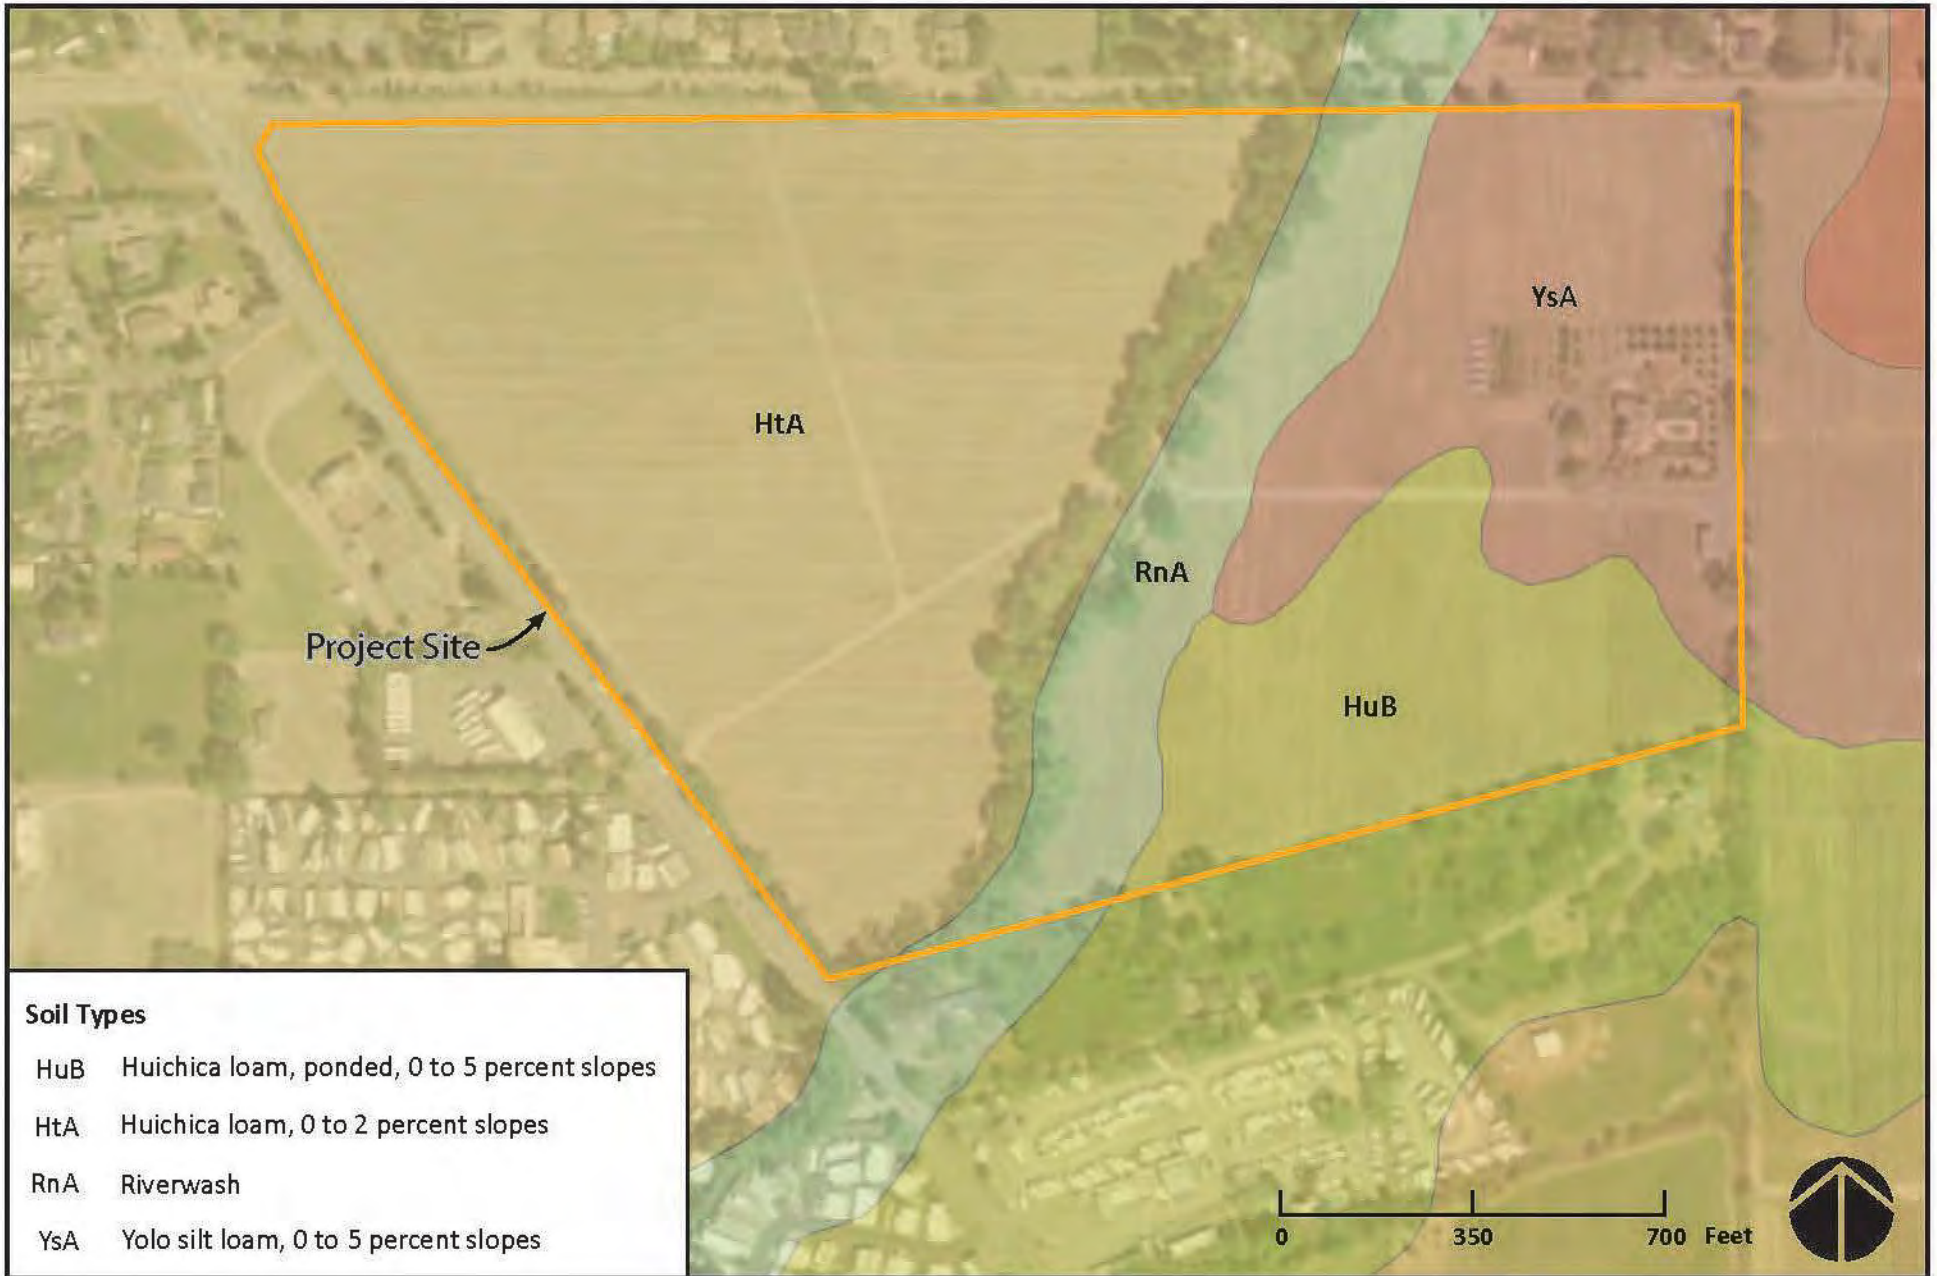 YsA
HtA
RnA
Project Site
HuB
Soil Types
HuB Huichica loam, ponded, 0 to 5 percent slopes
HtA Huichica loam, 0 to 2 percent slopes
RnA Riverwash
YsA Yolo silt loam, 0 to 5 percent slopes
0 350 700 Feet